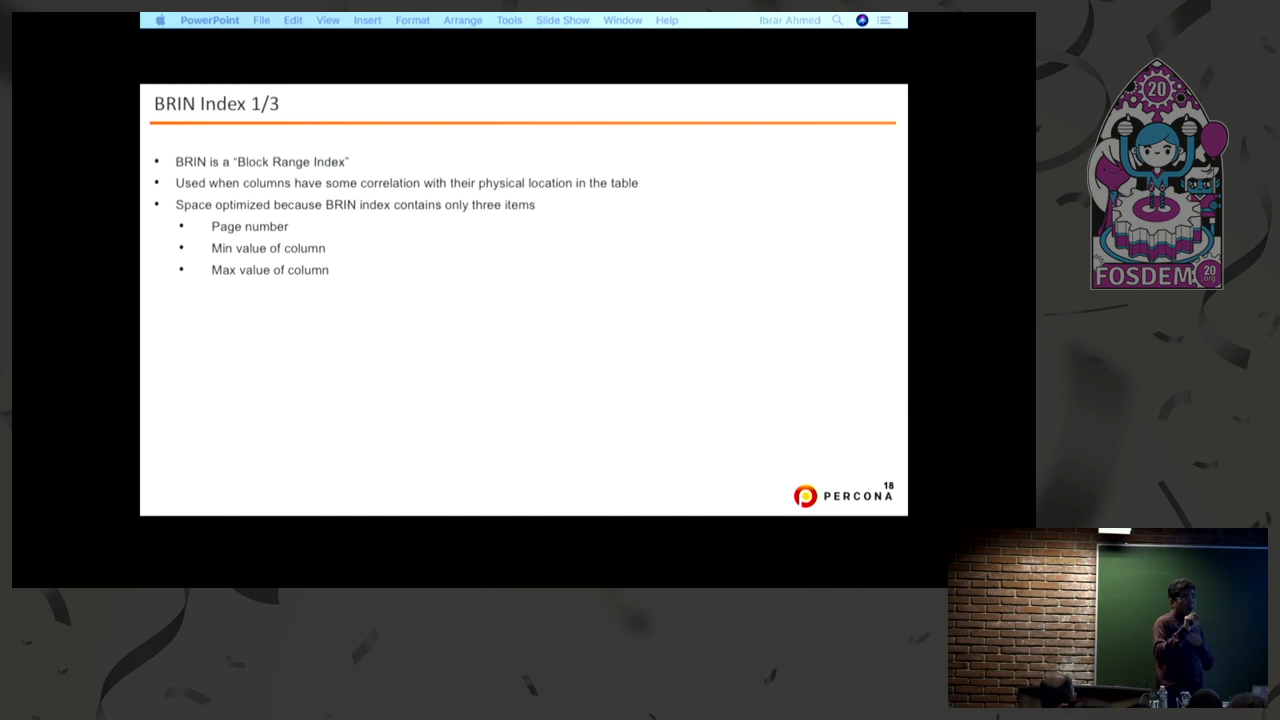 PowerPoint File Edit View Insert Format Arrange Tools Slide Show Window Help Ibrar Ahmed
BRIN Index 1/3
• BRIN is a “Block Range Index”
• Used when columns have some correlation with their physical location in the table
• Space optimized because BRIN index contains only three items
• Page number
• Min value of column
• Max value of column
18
PERCONA
20
FOSDEM
20
.org